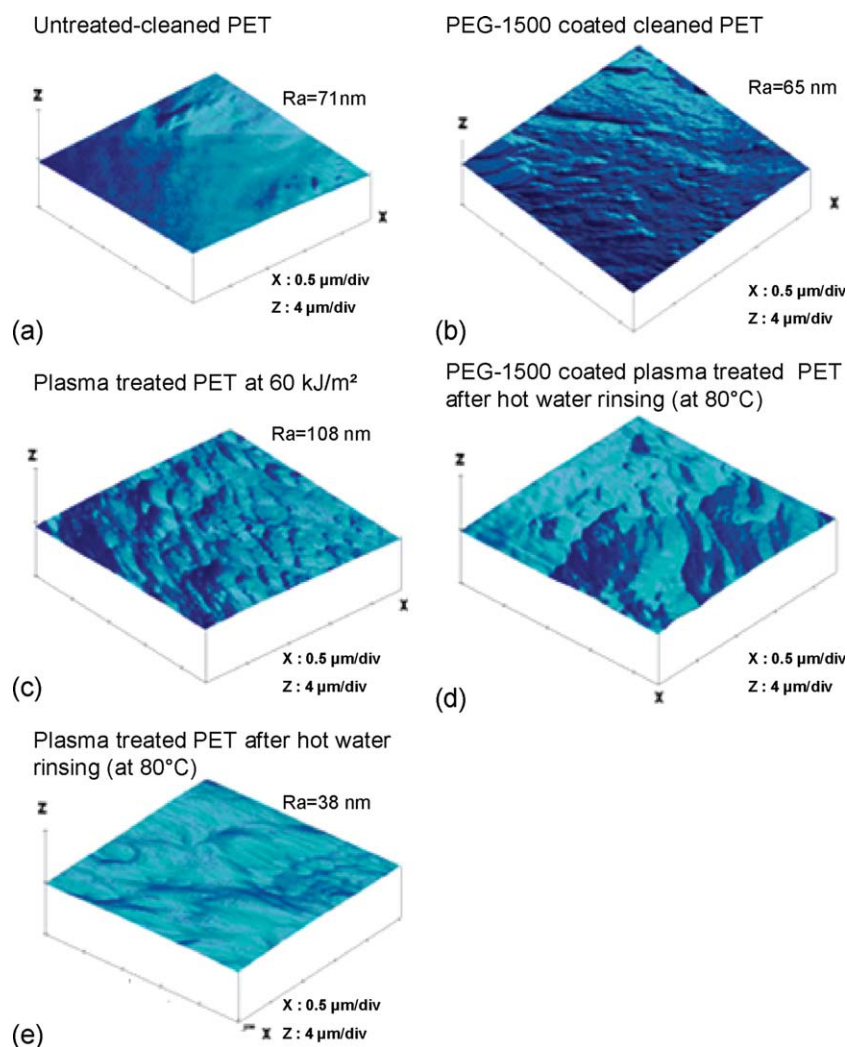 Untreated-cleaned PET
Ra=71nm
Z
X
X : 0.5 µm/div
Z : 4 µm/div
(a)
PEG-1500 coated cleaned PET
Ra=65 nm
Z
X
X : 0.5 µm/div
Z : 4 µm/div
(b)
Plasma treated PET at 60 kJ/m²
Ra=108 nm
Z
X
X : 0.5 µm/div
Z : 4 µm/div
(c)
PEG-1500 coated plasma treated PET
after hot water rinsing (at 80°C)
Z
X
X : 0.5 µm/div
Z : 4 µm/div
(d)
Plasma treated PET after hot water
rinsing (at 80°C)
Ra=38 nm
Z
X
X : 0.5 µm/div
Z : 4 µm/div
(e)